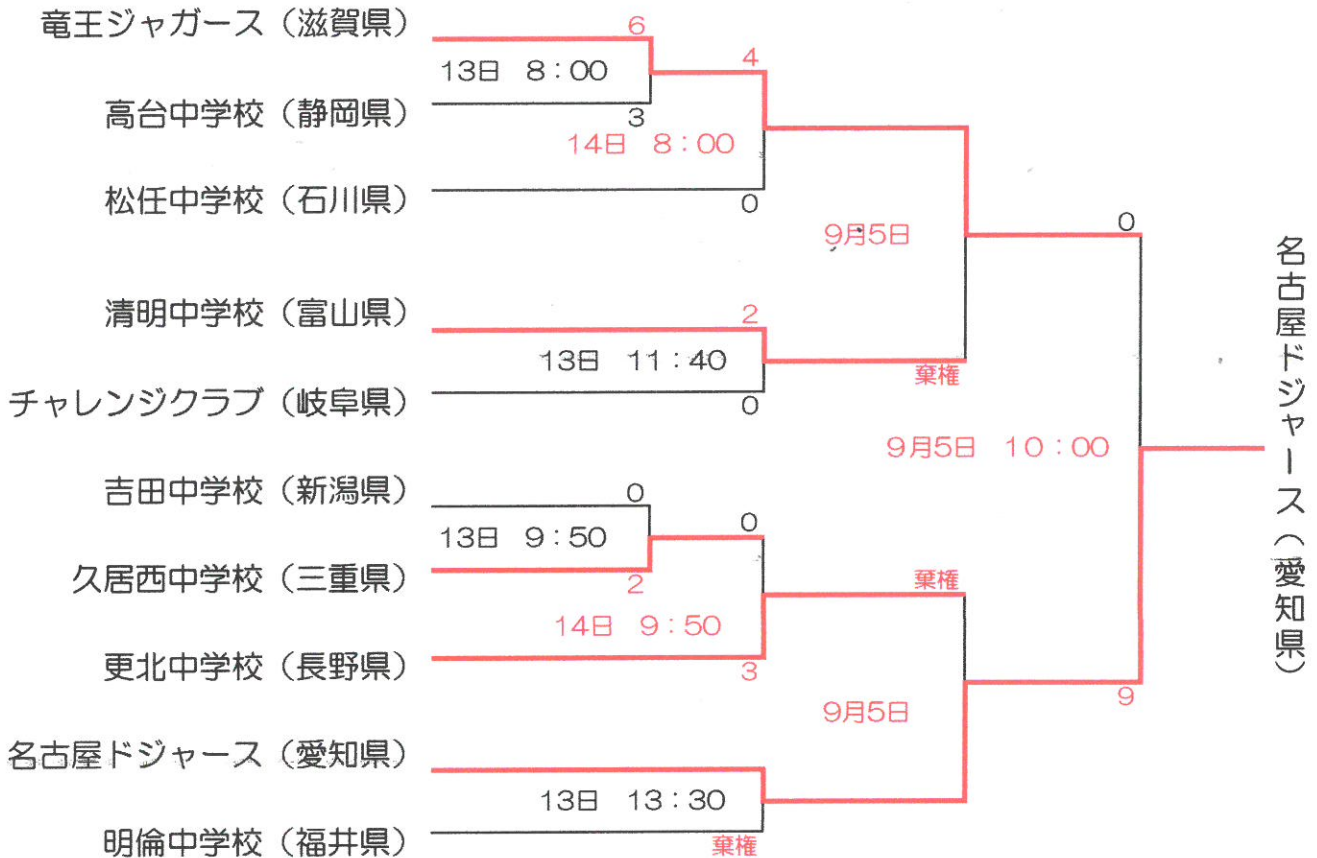 竜王ジャガース（滋賀県）
6
4
13日 8：00
高台中学校（静岡県）
3
14日 8：00
松任中学校（石川県）
0
9月5日
0
清明中学校（富山県）
2
13日 11：40
棄権
チャレンジクラブ（岐阜県）
0
9月5日 10：00
名古屋ドジャース（愛知県）
吉田中学校（新潟県）
0
0
13日 9：50
久居西中学校（三重県）
2
棄権
14日 9：50
更北中学校（長野県）
3
9月5日
9
名古屋ドジャース（愛知県）
13日 13：30
明倫中学校（福井県）
棄権